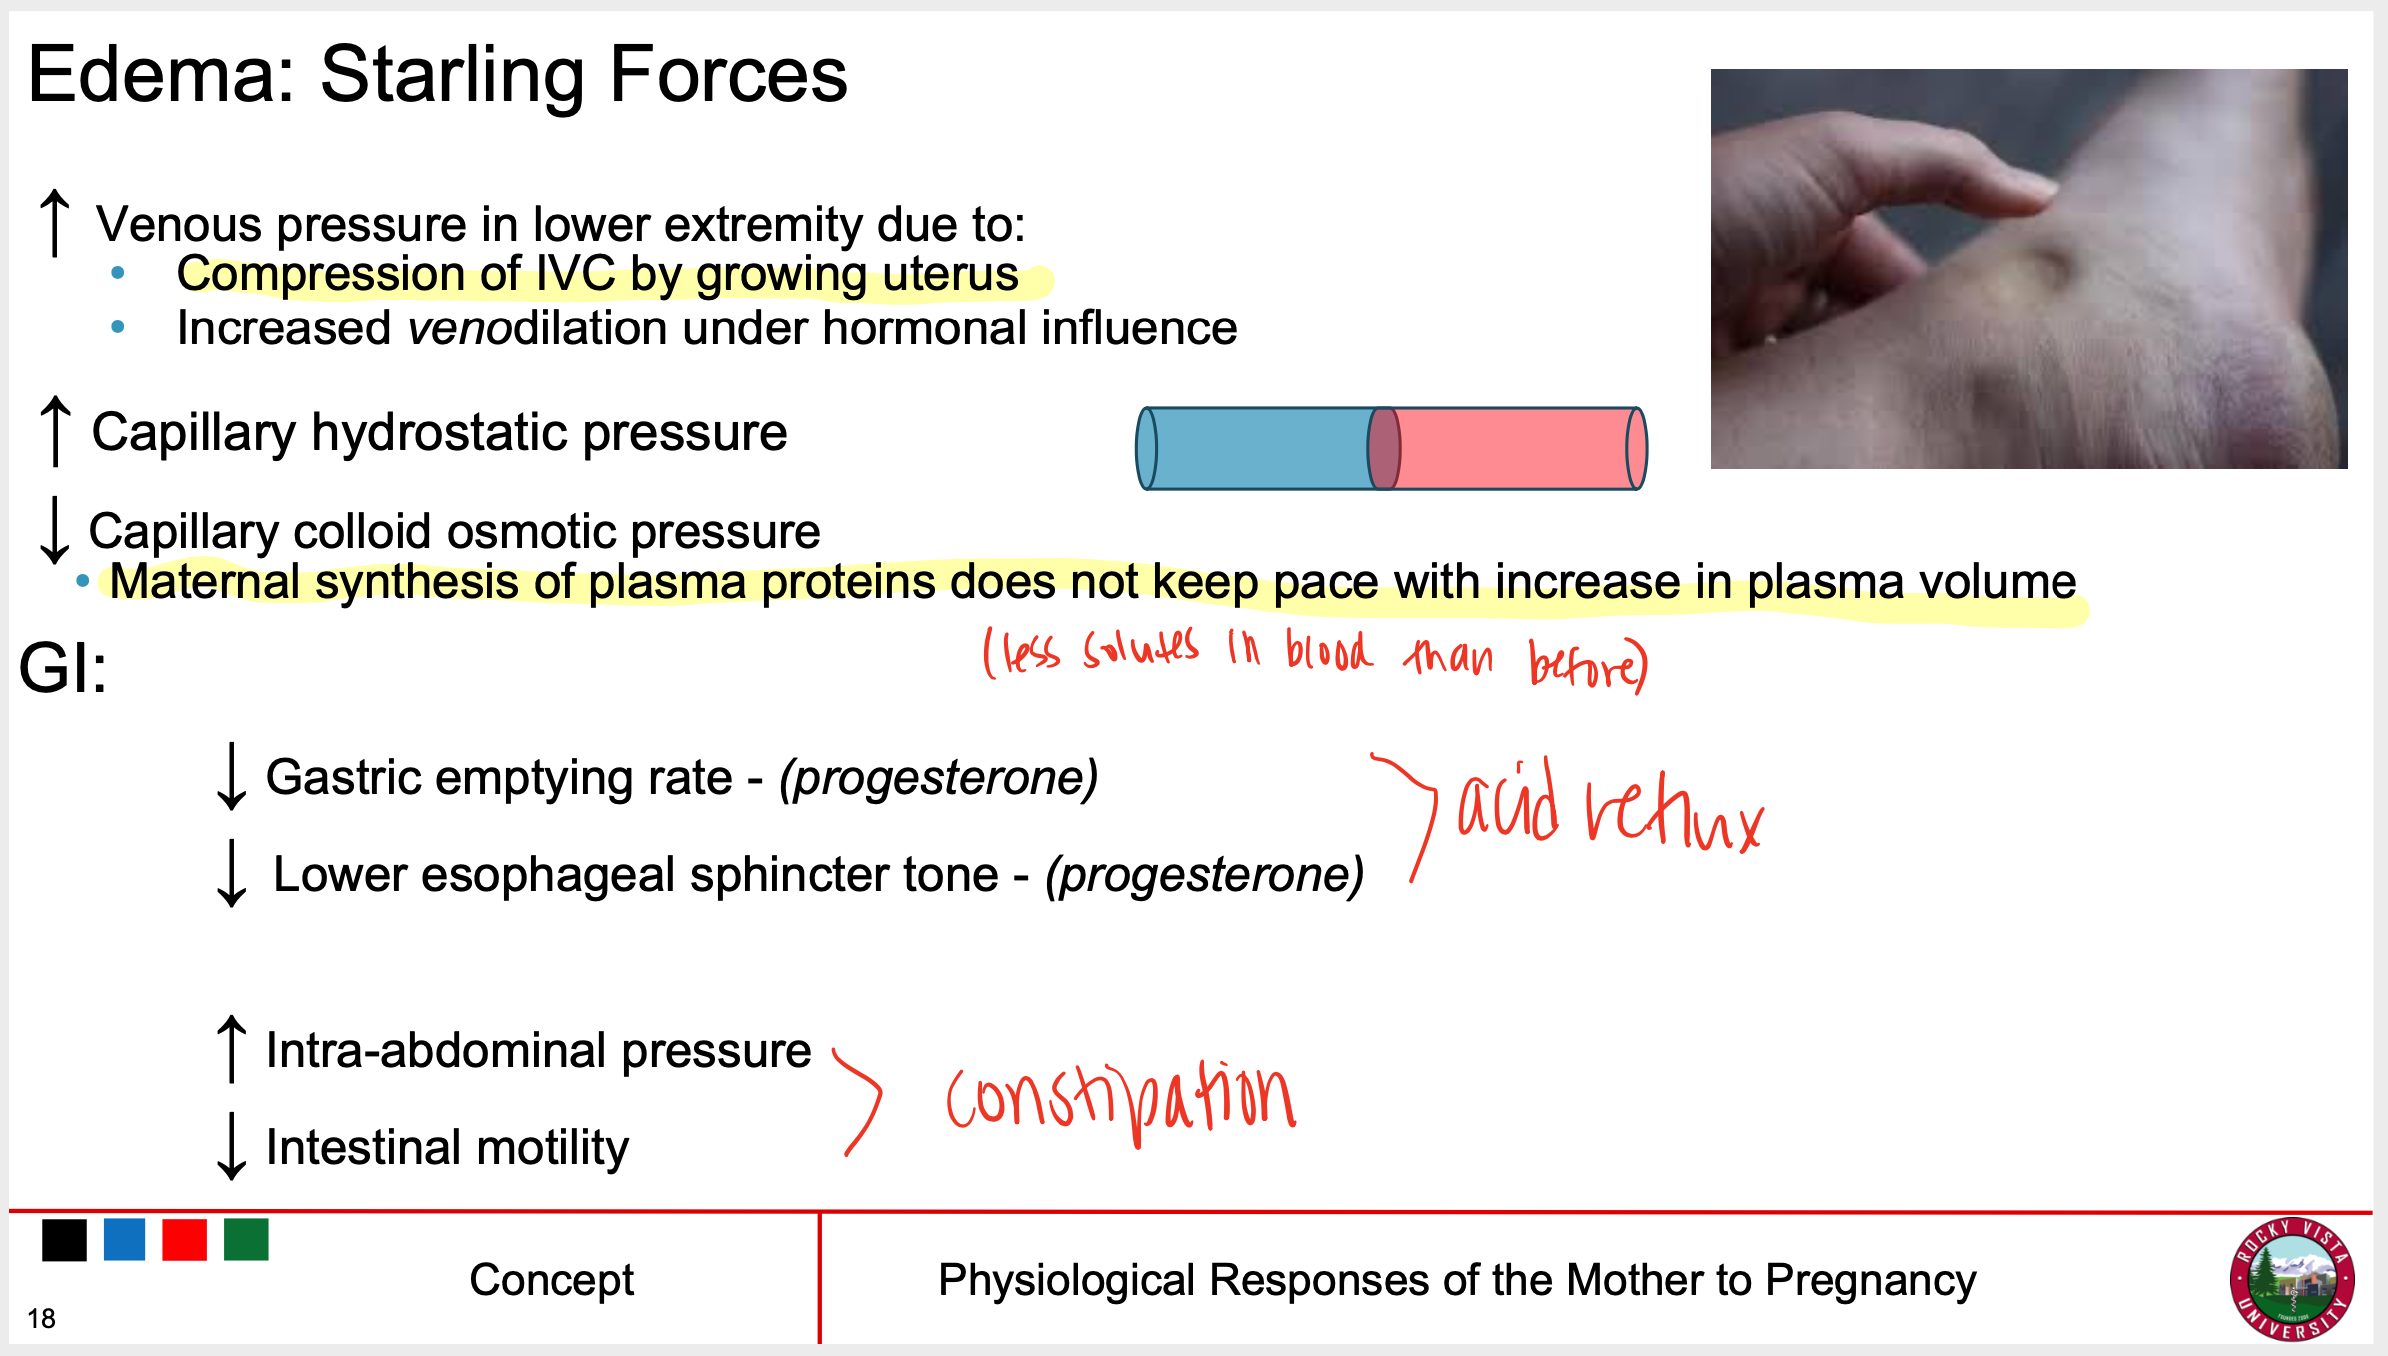 Edema: Starling Forces
↑ Venous pressure in lower extremity due to:
• Compression of IVC by growing uterus
• Increased venodilation under hormonal influence
↑ Capillary hydrostatic pressure
↓ Capillary colloid osmotic pressure
• Maternal synthesis of plasma proteins does not keep pace with increase in plasma volume
(less solutes in blood than before)
GI:
↓ Gastric emptying rate - (progesterone)
↓ Lower esophageal sphincter tone - (progesterone)
acid reflux
↑ Intra-abdominal pressure
↓ Intestinal motility
constipation
Concept
Physiological Responses of the Mother to Pregnancy
18
ROCKY VISTA
UNIVERSITY